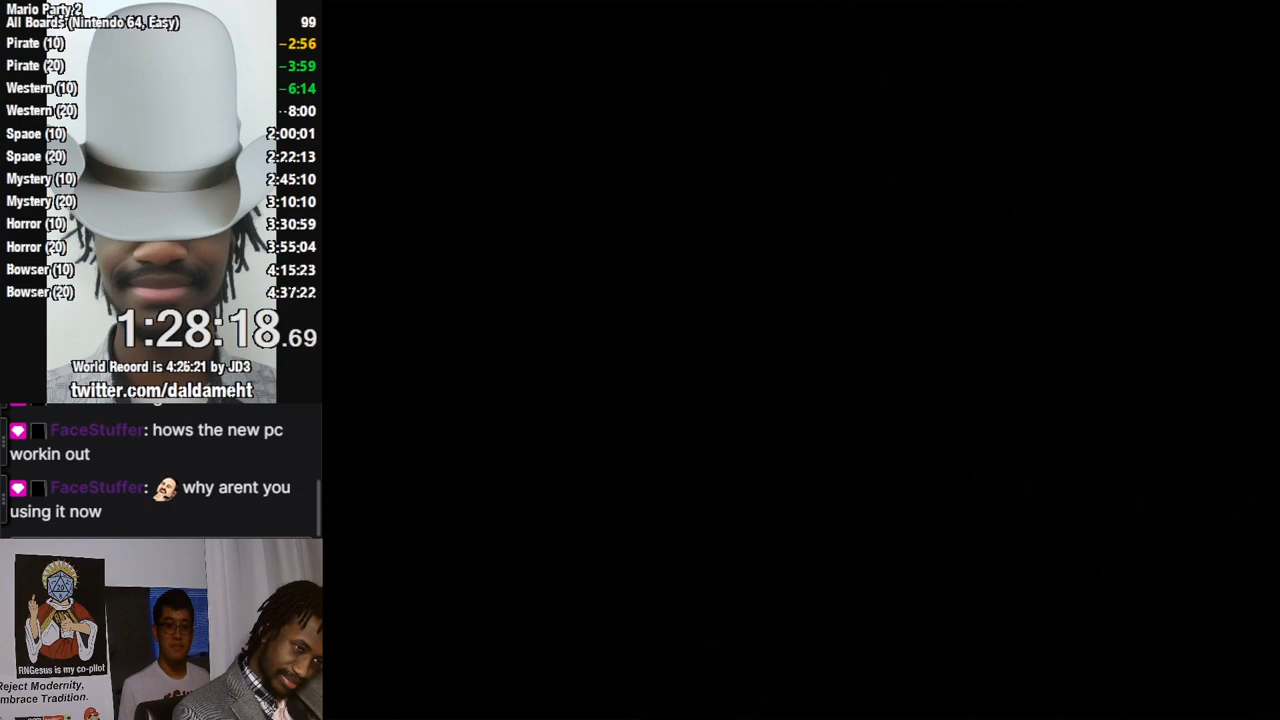 Mario Party 2
All Boards (Nintendo 64, Easy) 99
Pirate (10) −2:56
Pirate (20) −3:59
Western (10) −6:14
Western (20) -8:00
Space (10) 2:00:01
Space (20) 2:22:13
Mystery (10) 2:45:10
Mystery (20) 3:10:10
Horror (10) 3:30:59
Horror (20) 3:55:04
Bowser (10) 4:15:23
Bowser (20) 4:37:22
1:28:18.69
World Record is 4:25:21 by JD3
twitter.com/daldameht
FaceStuffer: hows the new pc
workin out
FaceStuffer: why arent you
using it now
RNGesus is my co-pilot
Reject Modernity,
Embrace Tradition.